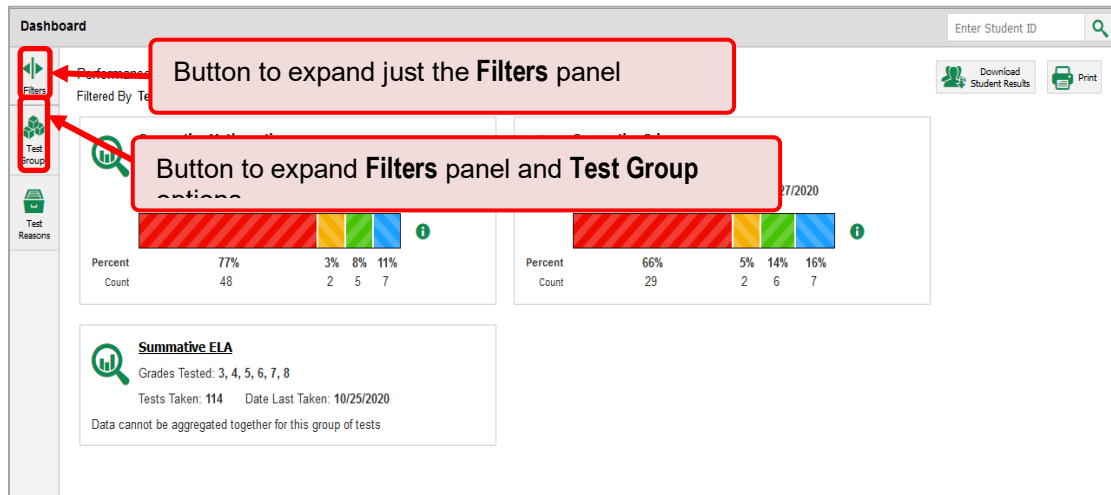 Dashboard
Enter Student ID
Filters
Button to expand just the Filters panel
Download
Student Results
Print
Filtered By Te
Test
Group
Button to expand Filters panel and Test Group
options
27/2020
Test
Reasons
Percent 77% 3% 8% 11%
Count 48 2 5 7
Percent 66% 5% 14% 16%
Count 29 2 6 7
Summative ELA
Grades Tested: 3, 4, 5, 6, 7, 8
Tests Taken: 114 Date Last Taken: 10/25/2020
Data cannot be aggregated together for this group of tests